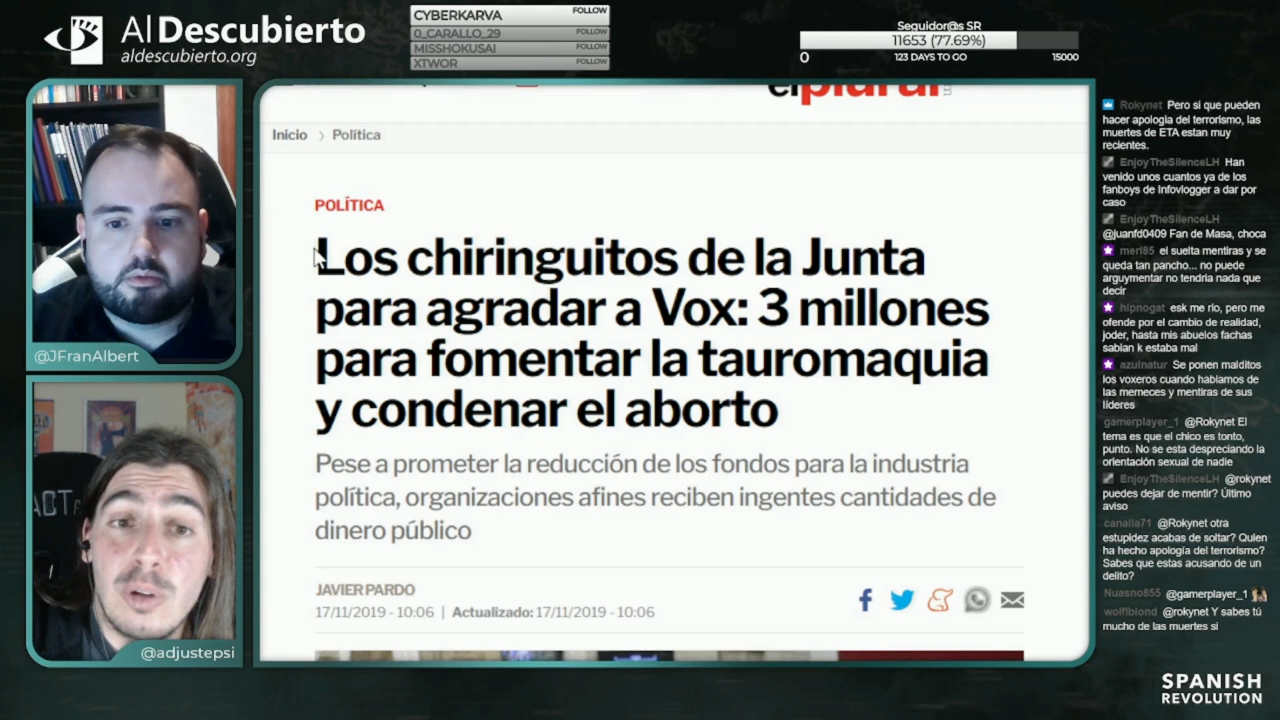 Al Descubierto
aldescubierto.org
CYBERKARVA FOLLOW
0_CARALLO_29 FOLLOW
MISSHOKUSAI FOLLOW
XTWOR FOLLOW
Seguidor@s SR
11653 (77.69%)
0 123 DAYS TO GO 15000
@JFranAlbert
@adjustepsi
elplural
Inicio > Política
POLÍTICA
Los chiringuitos de la Junta
para agradar a Vox: 3 millones
para fomentar la tauromaquia
y condenar el aborto
Pese a prometer la reducción de los fondos para la industria
política, organizaciones afines reciben ingentes cantidades de
dinero público
JAVIER PARDO
17/11/2019 - 10:06 | Actualizado: 17/11/2019 - 10:06
Rokynet Pero si que pueden
hacer apologia del terrorismo, las
muertes de ETA estan muy
recientes.
EnjoyTheSilenceLH Han
venido unos cuantos ya de los
fanboys de Infovlogger a dar por
caso
EnjoyTheSilenceLH
@juanfd0409 Fan de Masa, choca
merl85 el suelta mentiras y se
queda tan pancho... no puede
arguymentar no tendria nada que
decir
hipnogat esk me rio, pero me
ofende por el cambio de realidad,
joder, hasta mis abuelos fachas
sabian k estaba mal
azulnatur Se ponen malditos
los voxeros cuando hablamos de
las memeces y mentiras de sus
líderes
gamerplayer_1 @Rokynet El
tema es que el chico es tonto,
punto. No se esta despreciando la
orientación sexual de nadie
EnjoyTheSilenceLH @rokynet
puedes dejar de mentir? Último
aviso
canalla71 @Rokynet otra
estupidez acabas de soltar? Quien
ha hecho apología del terrorismo?
Sabes que estas acusando de un
delito?
Nuasno855 @gamerplayer_1
wolfiblond @rokynet Y sabes tú
mucho de las muertes si
SPANISH
REVOLUTION